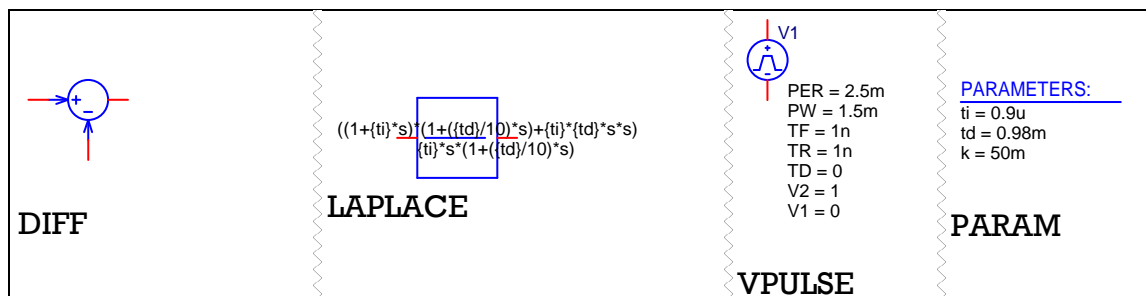 +
−
DIFF
((1+{ti}*s)*(1+({td}/10)*s)+{ti}*{td}*s*s)
{ti}*s*(1+({td}/10)*s)
LAPLACE
V1
+
-
PER = 2.5m
PW = 1.5m
TF = 1n
TR = 1n
TD = 0
V2 = 1
V1 = 0
VPULSE
PARAMETERS:
ti = 0.9u
td = 0.98m
k = 50m
PARAM